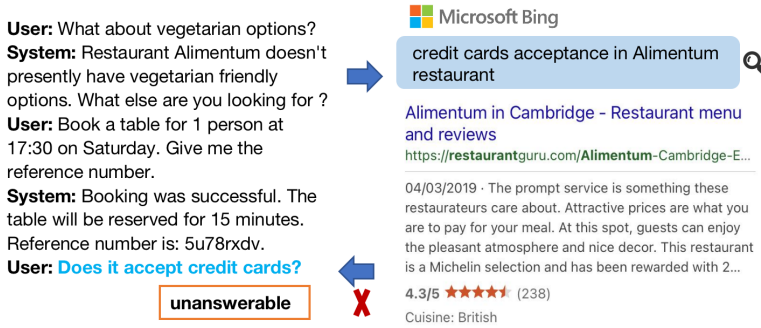 User: What about vegetarian options?
System: Restaurant Alimentum doesn't
presently have vegetarian friendly
options. What else are you looking for ?
User: Book a table for 1 person at
17:30 on Saturday. Give me the
reference number.
System: Booking was successful. The
table will be reserved for 15 minutes.
Reference number is: 5u78rxdv.
User: Does it accept credit cards?
unanswerable
Microsoft Bing
credit cards acceptance in Alimentum
restaurant
Alimentum in Cambridge - Restaurant menu
and reviews
https://restaurantguru.com/Alimentum-Cambridge-E...
04/03/2019 · The prompt service is something these
restaurateurs care about. Attractive prices are what you
are to pay for your meal. At this spot, guests can enjoy
the pleasant atmosphere and nice decor. This restaurant
is a Michelin selection and has been rewarded with 2...
4.3/5 ★★★★★ (238)
Cuisine: British